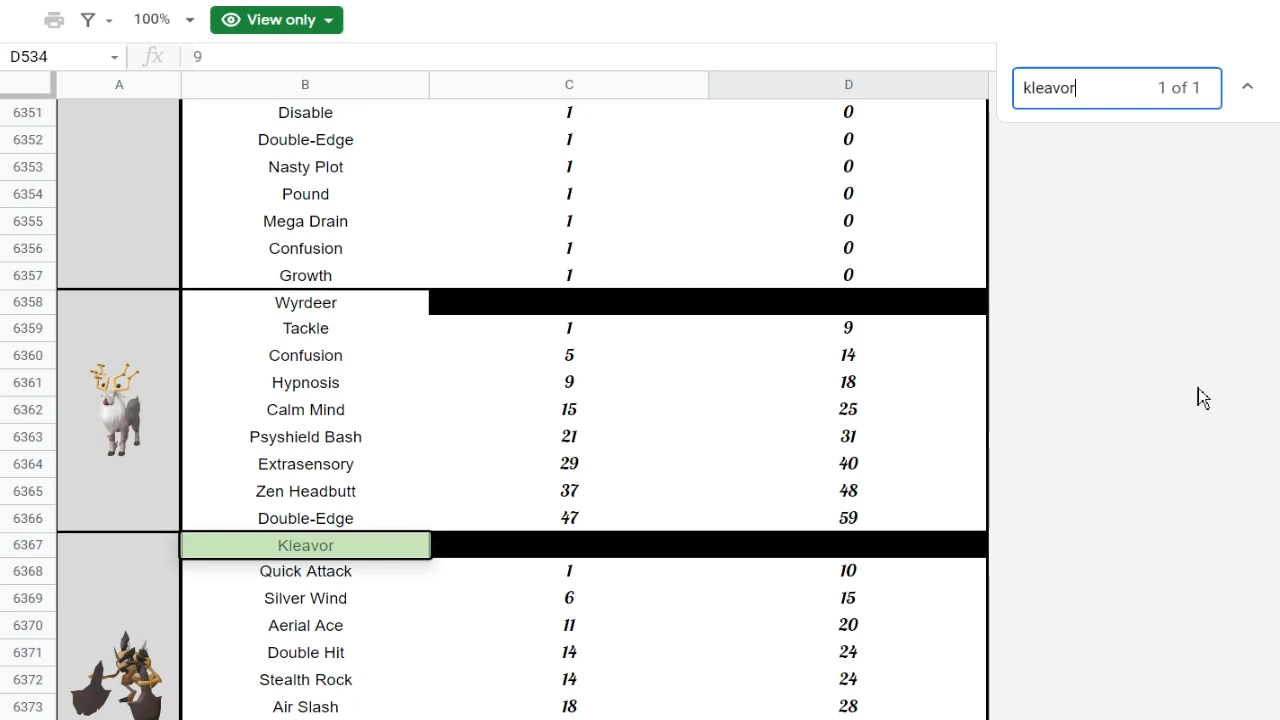 100% View only
D534 fx 9
kleavor 1 of 1
A B C D
6351 Disable 1 0
6352 Double-Edge 1 0
6353 Nasty Plot 1 0
6354 Pound 1 0
6355 Mega Drain 1 0
6356 Confusion 1 0
6357 Growth 1 0
6358 Wyrdeer
6359 Tackle 1 9
6360 Confusion 5 14
6361 Hypnosis 9 18
6362 Calm Mind 15 25
6363 Psyshield Bash 21 31
6364 Extrasensory 29 40
6365 Zen Headbutt 37 48
6366 Double-Edge 47 59
6367 Kleavor
6368 Quick Attack 1 10
6369 Silver Wind 6 15
6370 Aerial Ace 11 20
6371 Double Hit 14 24
6372 Stealth Rock 14 24
6373 Air Slash 18 28